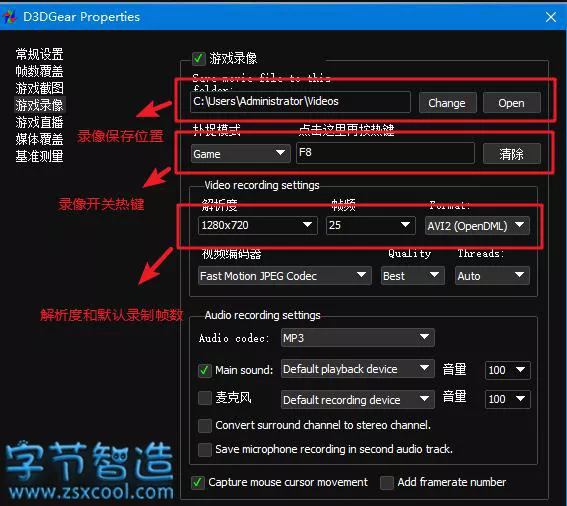 D3DGear Properties
常规设置
帧数覆盖
游戏截图
游戏录像
游戏直播
媒体覆盖
基准测量
游戏录像
Save movie file to this folder:
C:\Users\Administrator\Videos
Change
Open
录像保存位置
扑捉模式
点击这里再按热键
Game
F8
清除
录像开关热键
Video recording settings
解析度
帧频
Format:
1280x720
25
AVI2 (OpenDML)
视频编码器
Quality
Threads:
Fast Motion JPEG Codec
Best
Auto
解析度和默认录制帧数
Audio recording settings
Audio codec:
MP3
Main sound:
Default playback device
音量
100
麦克风
Default recording device
音量
100
Convert surround channel to stereo channel.
Save microphone recording in second audio track.
Capture mouse cursor movement
Add framerate number
字节智造
www.zsxcool.com